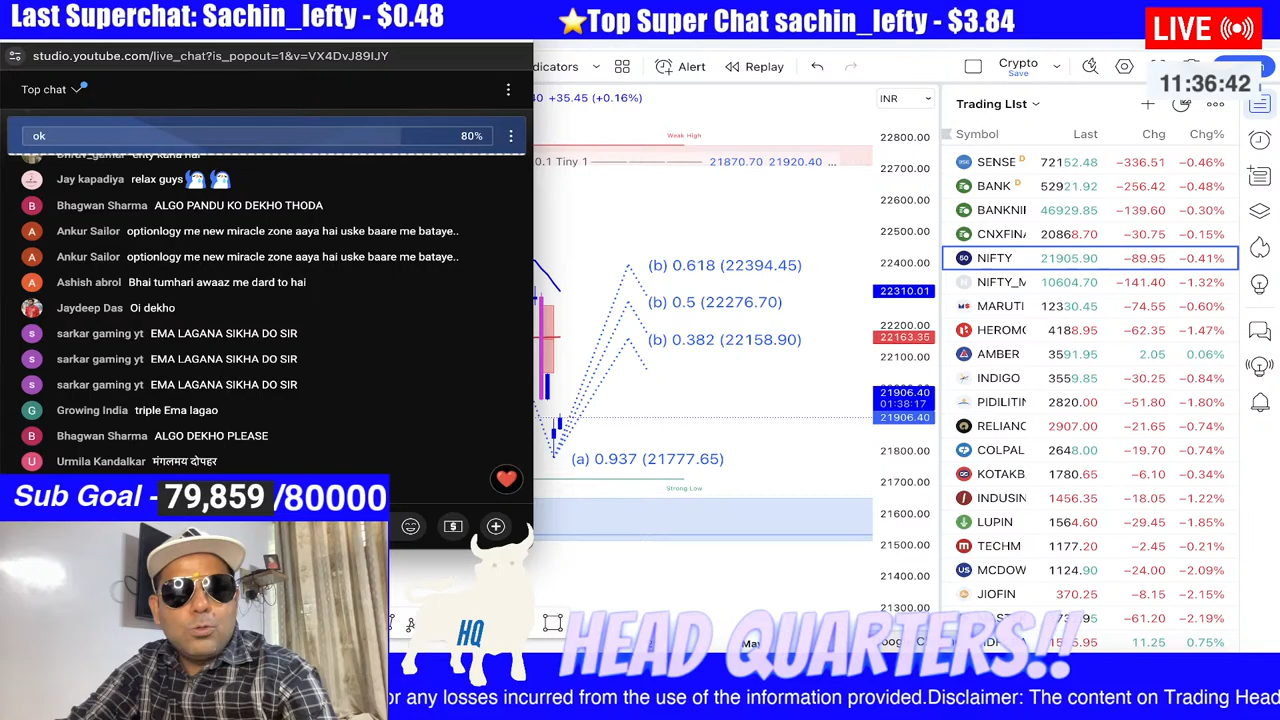 Last Superchat: Sachin_lefty - $0.48
⭐Top Super Chat sachin_lefty - $3.84
LIVE
11:36:42
studio.youtube.com/live_chat?is_popout=1&v=VX4DvJ89IJY
Top chat
ok 80%
Jay kapadiya relax guys
B Bhagwan Sharma ALGO PANDU KO DEKHO THODA
A Ankur Sailor optionlogy me new miracle zone aaya hai uske baare me bataye..
A Ankur Sailor optionlogy me new miracle zone aaya hai uske baare me bataye..
A Ashish abrol Bhai tumhari awaaz me dard to hai
Jaydeep Das Oi dekho
s sarkar gaming yt EMA LAGANA SIKHA DO SIR
s sarkar gaming yt EMA LAGANA SIKHA DO SIR
s sarkar gaming yt EMA LAGANA SIKHA DO SIR
G Growing India triple Ema lagao
B Bhagwan Sharma ALGO DEKHO PLEASE
U Urmila Kandalkar मंगलमय दोपहर
Sub Goal - 79,859 /80000
dicators Alert Replay Crypto
Save
40 +35.45 (+0.16%) INR
Weak High
0.1 Tiny 1 21870.70 21920.40 ...
(b) 0.618 (22394.45)
(b) 0.5 (22276.70)
(b) 0.382 (22158.90)
(a) 0.937 (21777.65)
Strong Low
22800.00
22700.00
22600.00
22500.00
22400.00
22310.01
22200.00
22163.35
22100.00
21906.40
01:38:17
21906.40
21800.00
21700.00
21600.00
21500.00
21400.00
21300.00
Trading LIst
Symbol Last Chg Chg%
SENSE D 72152.48 −336.51 −0.46%
BANK D 52921.92 −256.42 −0.48%
BANKNI 46929.85 −139.60 −0.30%
CNXFIN 20868.70 −30.75 −0.15%
50 NIFTY 21905.90 −89.95 −0.41%
N NIFTY_M 10604.70 −141.40 −1.32%
MARUTI 12330.45 −74.55 −0.60%
HEROMO 4188.95 −62.35 −1.47%
AMBER 3591.95 2.05 0.06%
INDIGO 3559.85 −30.25 −0.84%
PIDILITIN 2820.00 −51.80 −1.80%
RELIANC 2907.00 −21.65 −0.74%
COLPAL 2648.00 −19.70 −0.74%
KOTAKB 1780.65 −6.10 −0.34%
INDUSIN 1456.35 −18.05 −1.22%
LUPIN 1564.60 −29.45 −1.85%
TECHM 1177.20 −2.45 −0.21%
MCDOW 1124.90 −24.00 −2.09%
JIOFIN 370.25 −8.15 −2.15%
−61.20 −2.19%
11.25 0.75%
May
HQ
HEAD QUARTERS!!
or any losses incurred from the use of the information provided.Disclaimer: The content on Trading Head